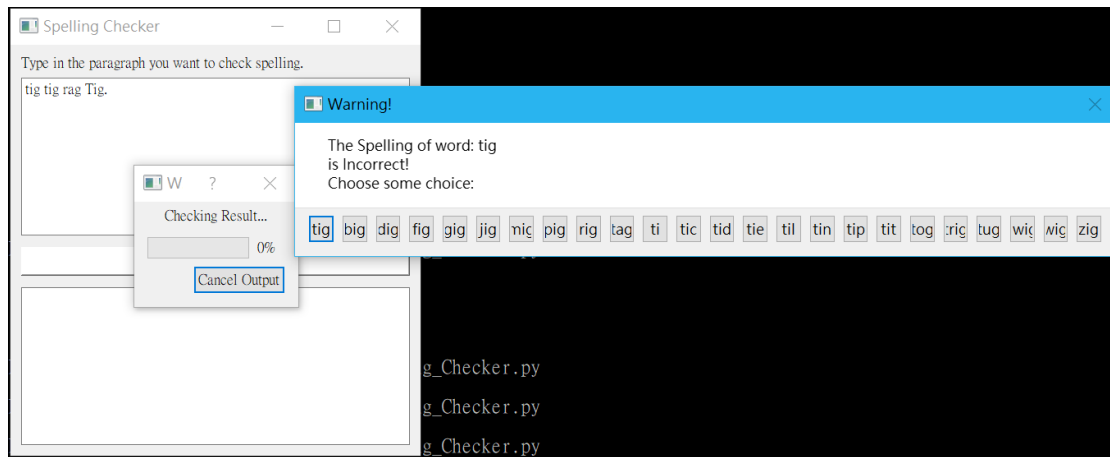 Spelling Checker
Type in the paragraph you want to check spelling.
tig tig rag Tig.
Warning!
The Spelling of word: tig
is Incorrect!
Choose some choice:
tig big dig fig gig jig pig rig tag ti tic tid tie til tin tip tit tog tug zig
W ?
Checking Result...
0%
Cancel Output
g_Checker.py
g_Checker.py
g_Checker.py